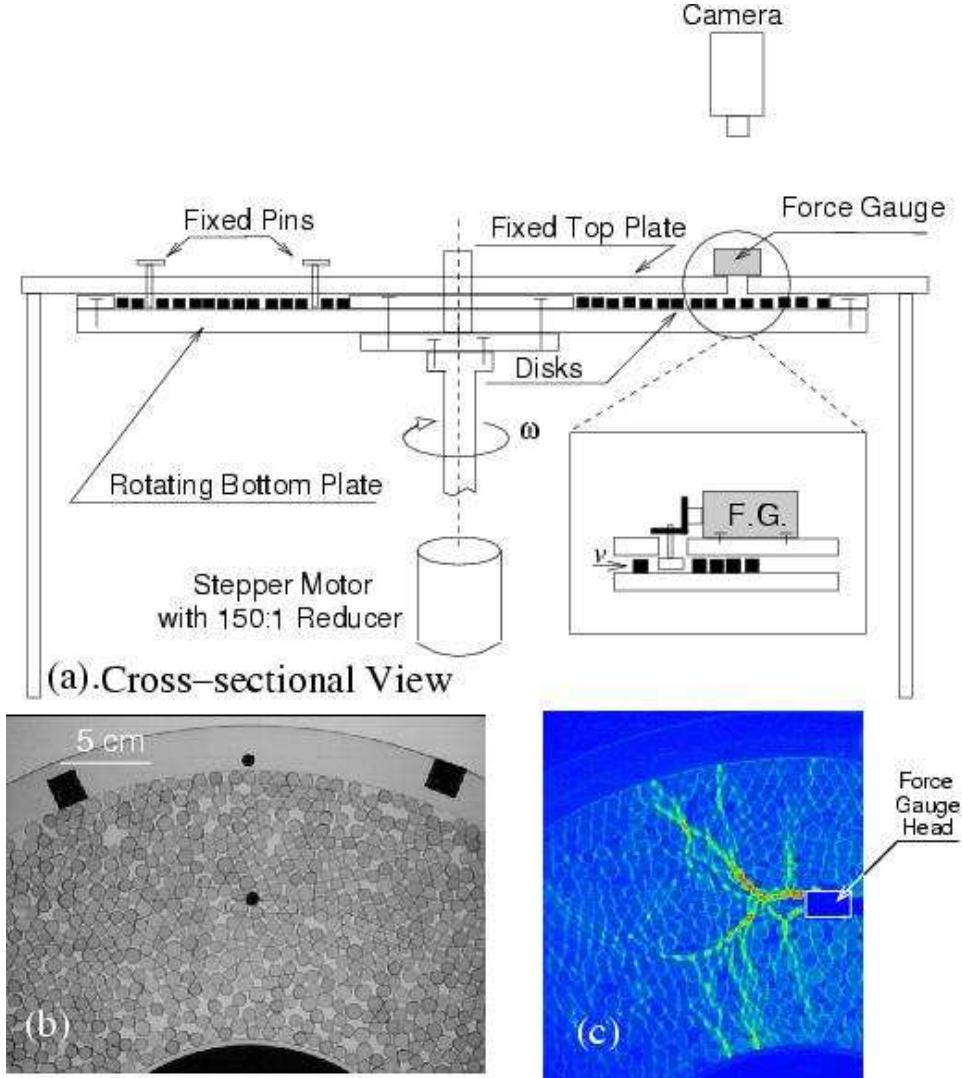 Camera
Fixed Pins
Fixed Top Plate
Force Gauge
Disks
ω
Rotating Bottom Plate
F.G.
v
Stepper Motor
with 150:1 Reducer
(a).Cross–sectional View
5 cm
Force
Gauge
Head
(b)
(c)